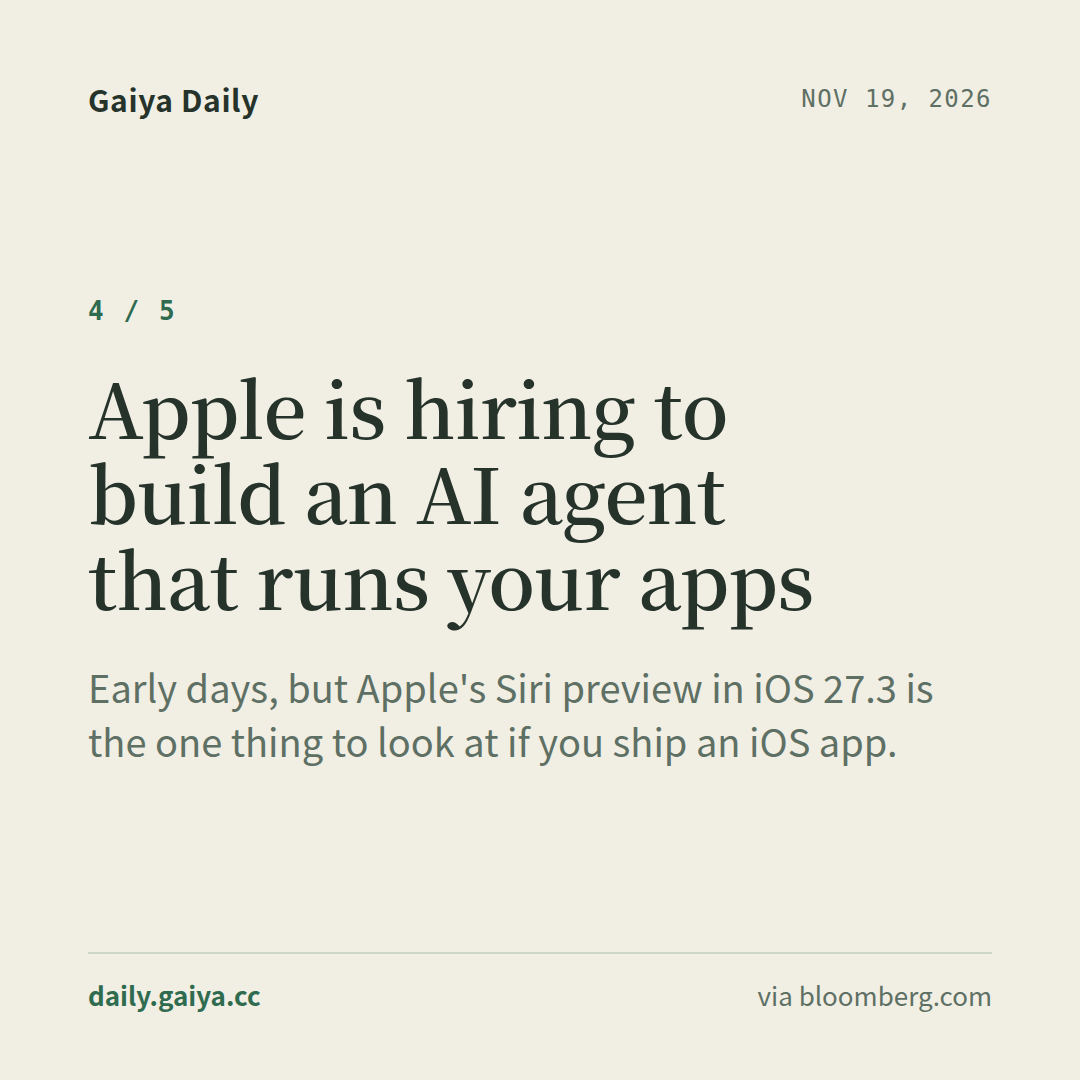 Gaiya Daily
NOV 19, 2026
4 / 5
Apple is hiring to
build an AI agent
that runs your apps
Early days, but Apple's Siri preview in iOS 27.3 is
the one thing to look at if you ship an iOS app.
daily.gaiya.cc
via bloomberg.com